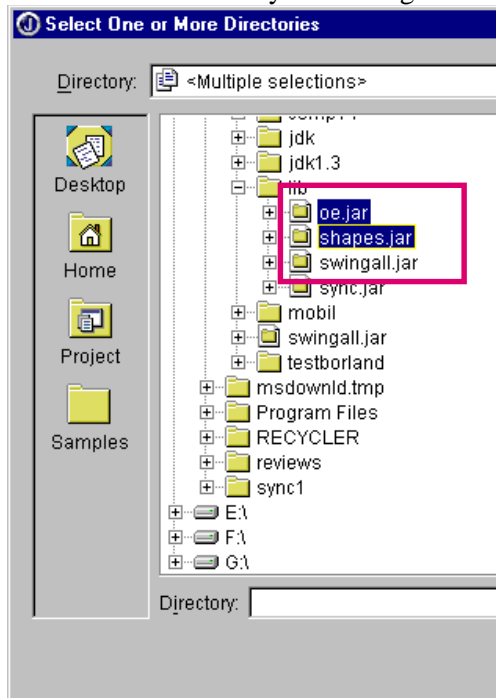 Select One or More Directories
Directory: <Multiple selections>
Desktop
Home
Project
Samples
jdk
jdk1.3
lib
oe.jar
shapes.jar
swingall.jar
sync.jar
mobil
swingall.jar
testborland
msdownld.tmp
Program Files
RECYCLER
reviews
sync1
E:\
F:\
G:\
Directory: